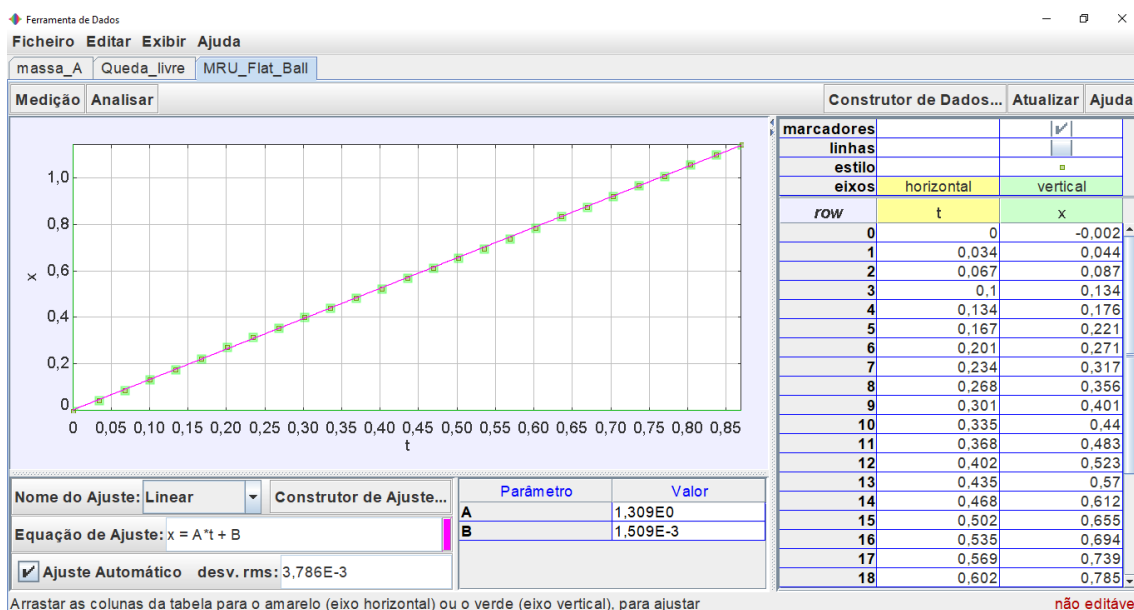 Ferramenta de Dados
Ficheiro Editar Exibir Ajuda
massa_A Queda_livre MRU_Flat_Ball
Medição Analisar Construtor de Dados... Atualizar Ajuda
1,0
0,8
0,6
0,4
0,2
0
x
0 0,05 0,10 0,15 0,20 0,25 0,30 0,35 0,40 0,45 0,50 0,55 0,60 0,65 0,70 0,75 0,80 0,85
t
marcadores
linhas
estilo
eixos horizontal vertical
row t x
0 0 -0,002
1 0,034 0,044
2 0,067 0,087
3 0,1 0,134
4 0,134 0,176
5 0,167 0,221
6 0,201 0,271
7 0,234 0,317
8 0,268 0,356
9 0,301 0,401
10 0,335 0,44
11 0,368 0,483
12 0,402 0,523
13 0,435 0,57
14 0,468 0,612
15 0,502 0,655
16 0,535 0,694
17 0,569 0,739
18 0,602 0,785
Nome do Ajuste: Linear Construtor de Ajuste...
Equação de Ajuste: x = A*t + B
Ajuste Automático desv. rms: 3,786E-3
Parâmetro Valor
A 1,309E0
B 1,509E-3
Arrastar as colunas da tabela para o amarelo (eixo horizontal) ou o verde (eixo vertical), para ajustar
não editáve